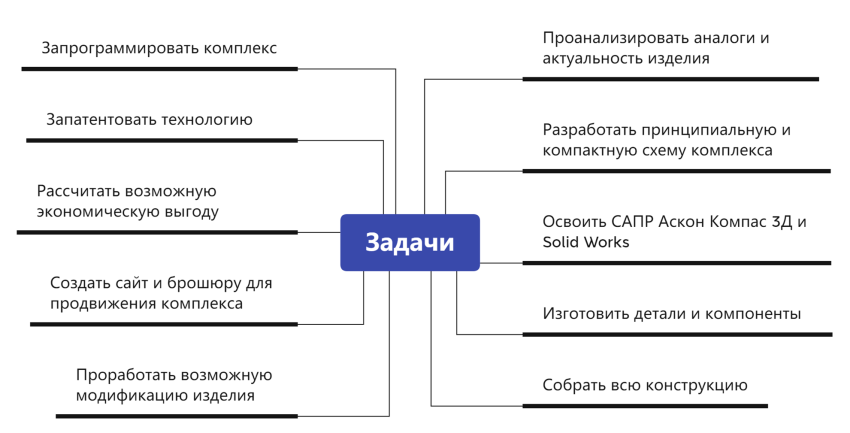 Запрограммировать комплекс
Запатентовать технологию
Рассчитать возможную
экономическую выгоду
Создать сайт и брошюру для
продвижения комплекса
Проработать возможную
модификацию изделия
Задачи
Проанализировать аналоги и
актуальность изделия
Разработать принципиальную и
компактную схему комплекса
Освоить САПР Аскон Компас 3Д и
Solid Works
Изготовить детали и компоненты
Собрать всю конструкцию